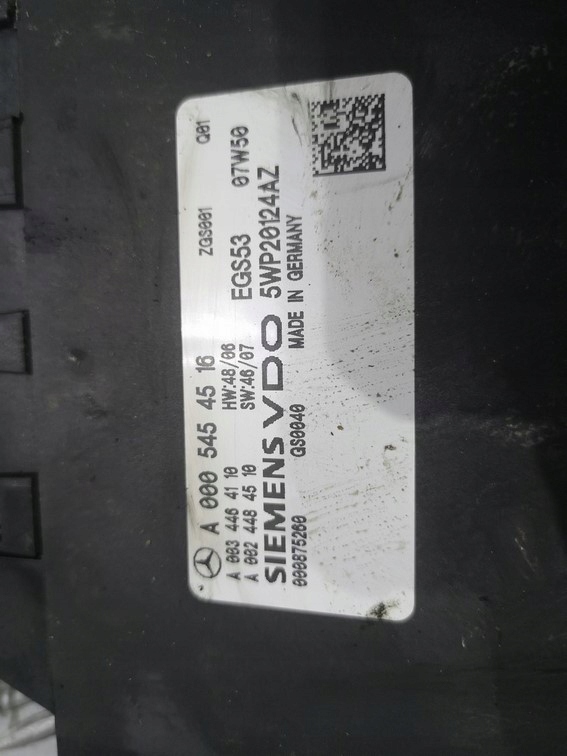 A 000 545 45 16 ZGS001 Q01
A 003 446 41 10 HW:48/06
A 002 448 45 10 SW:46/07 EGS53 07W50
SIEMENS VDO 5WP20124AZ
000875260 QS0040 MADE IN GERMANY